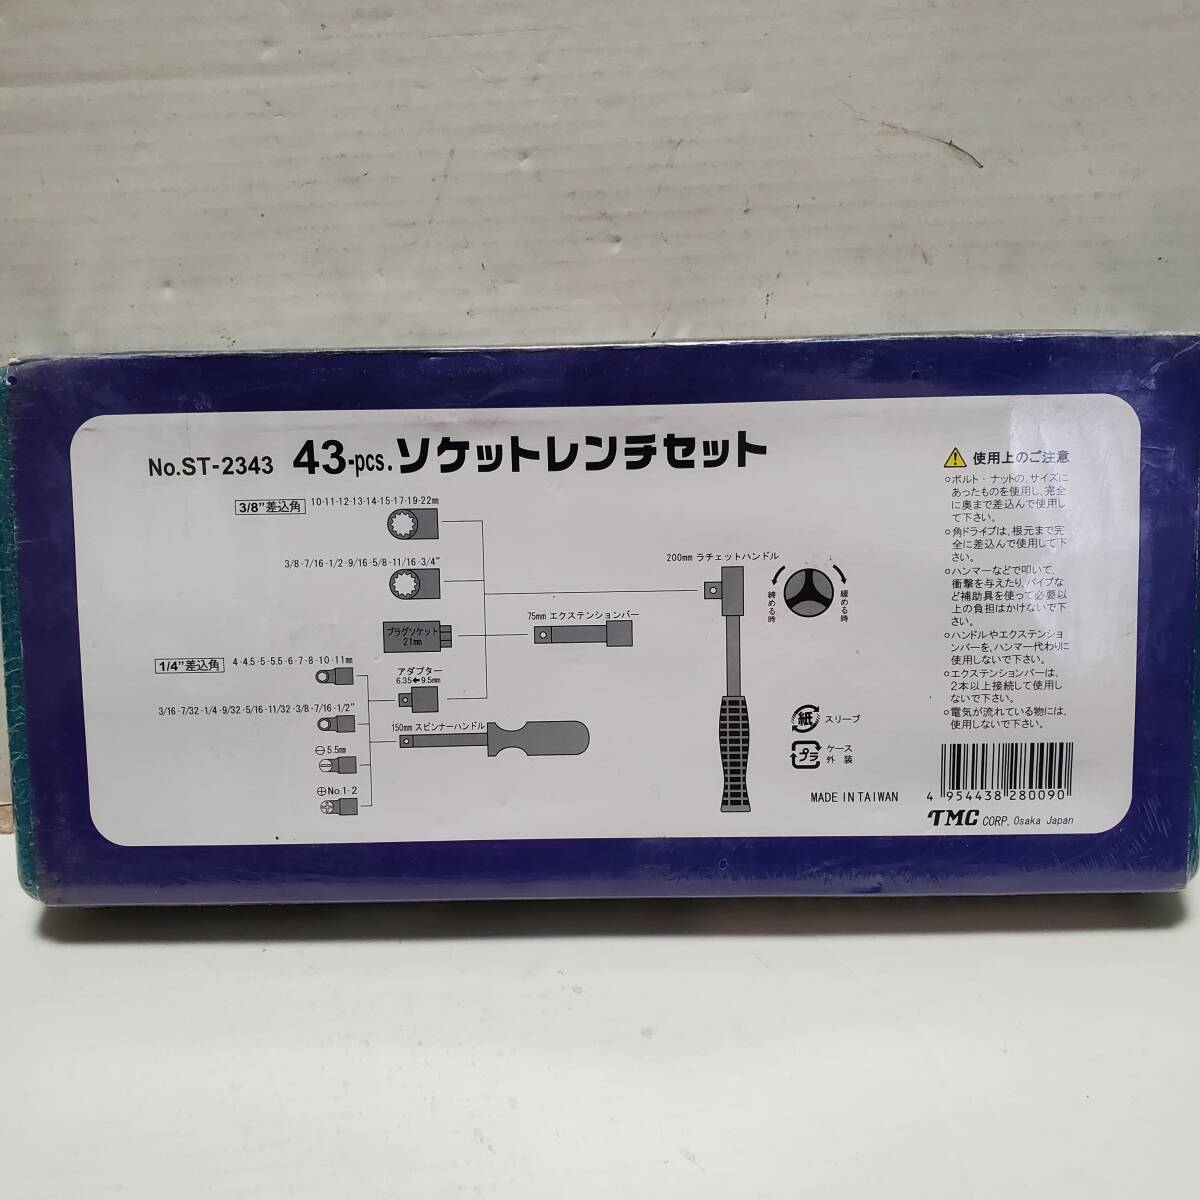 No.ST-2343 43-pcs.ソケットレンチセット
3/8"差込角 10-11-12-13-14-15-17-19-22㎜
3/8-7/16-1/2-9/16-5/8-11/16-3/4"
プラグソケット
21mm
75mm エクステンションバー
200mm ラチェットハンドル
締める時
緩める時
1/4"差込角 4-4.5-5-5.5-6-7-8-10-11㎜
アダプター
6.35←9.5㎜
3/16-7/32-1/4-9/32-5/16-11/32-3/8-7/16-1/2"
150mm スピンナーハンドル
⊖5.5㎜
⊕No.1-2
紙 スリーブ
プラ ケース
外 装
MADE IN TAIWAN
使用上のご注意
○ボルト・ナットの、サイズに
あったものを使用し、完全
に奥まで差込んで使用し
て下さい。
○角ドライブは、根元まで完
全に差込んで使用して下
さい。
○ハンマーなどで叩いて、
衝撃を与えたり、パイプな
ど補助具を使って必要以
上の負担はかけないで下
さい。
○ハンドルやエクステンショ
ンバーを、ハンマー代わりに
使用しないで下さい。
○エクステンションバーは、
2本以上接続して使用し
ないで下さい。
○電気が流れている物には、
使用しないで下さい。
4 954438 280090
TMC CORP. Osaka Japan